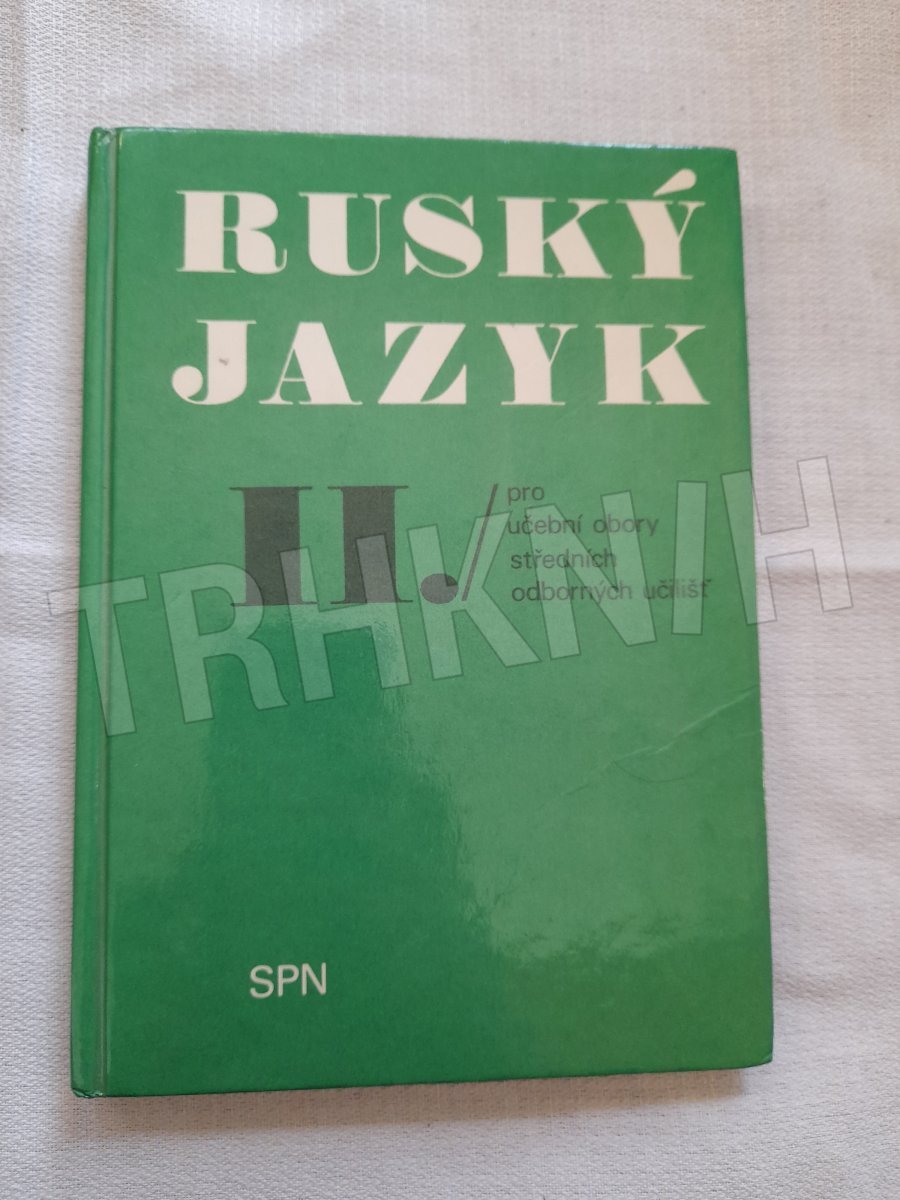 RUSKÝ
JAZYK
II./
pro
učební obory
středních
odborných učilišť
TRHKNIH
SPN